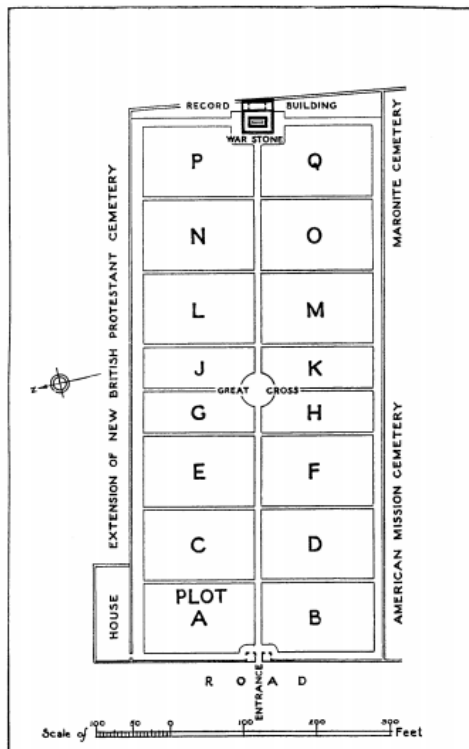 RECORD BUILDING
WAR STONE
P Q
N O
L M
J K
GREAT CROSS
G H
E F
C D
PLOT
A B
EXTENSION OF NEW BRITISH PROTESTANT CEMETERY
HOUSE
MARONITE CEMETERY
AMERICAN MISSION CEMETERY
N
ENTRANCE
ROAD
Scale of 100 50 0 100 200 300 Feet